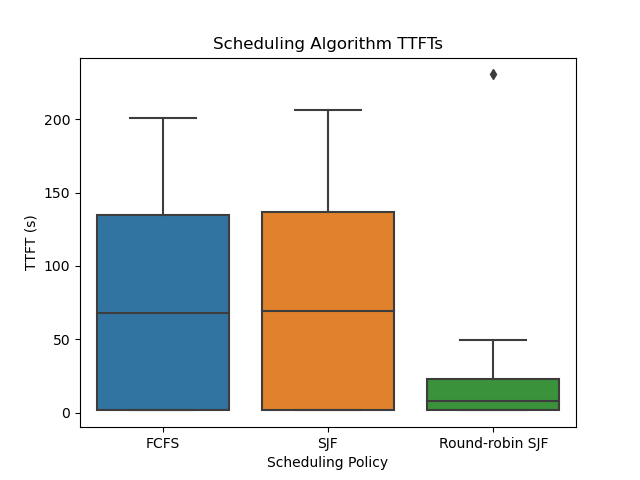 Scheduling Algorithm TTFTs
TTFT (s)
200
150
100
50
0
FCFS
SJF
Round-robin SJF
Scheduling Policy